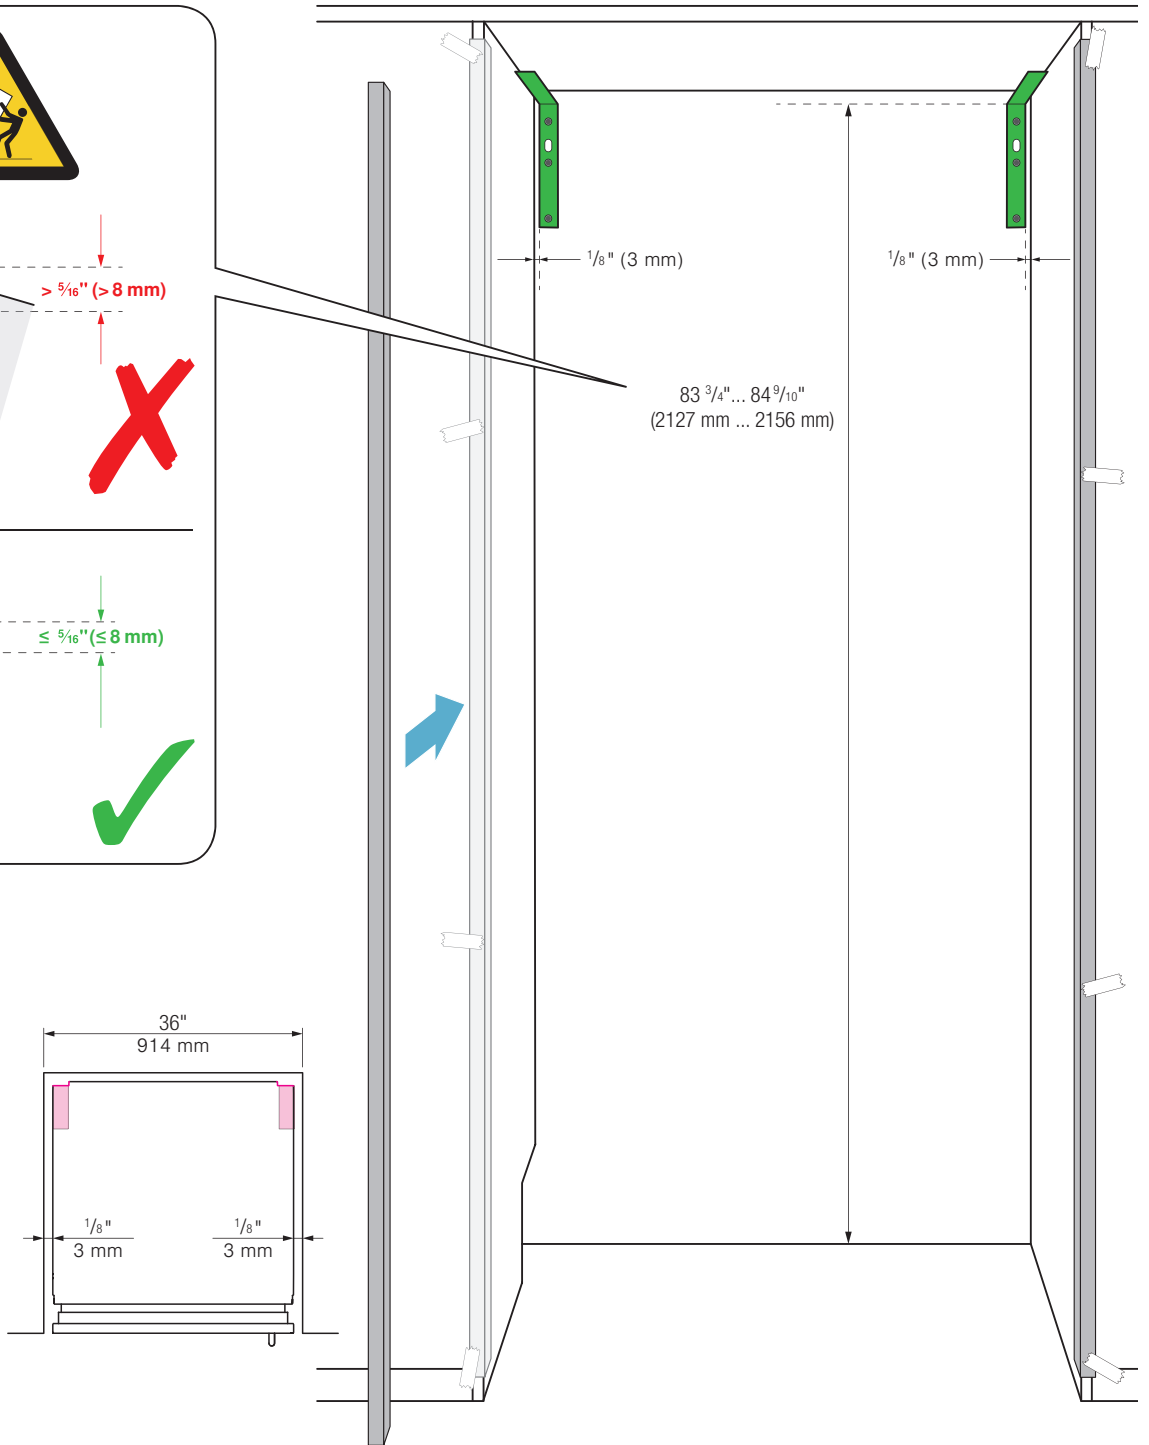 > 5/16" (> 8 mm)
1/8" (3 mm)
1/8" (3 mm)
83 3/4"... 84 9/10"
(2127 mm ... 2156 mm)
≤ 5/16" (≤ 8 mm)
36"
914 mm
1/8"
3 mm
1/8"
3 mm